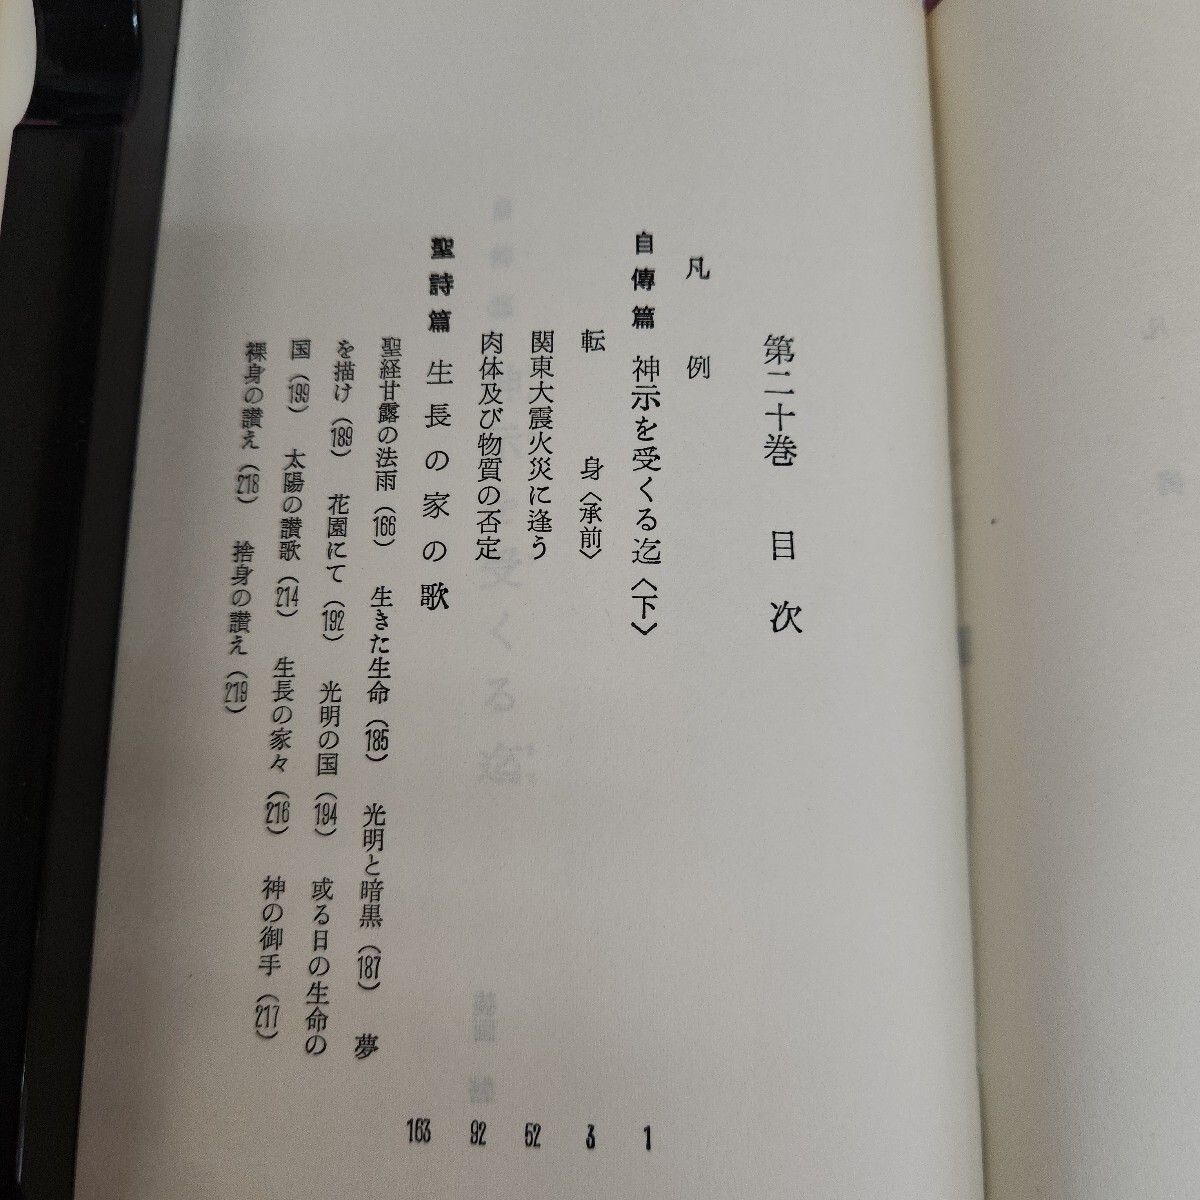 第二十巻　目次
凡例
自傳篇　神示を受くる迄〈下〉　1
転身〈承前〉　3
関東大震火災に逢う　52
肉体及び物質の否定　92
聖詩篇　生長の家の歌　163
聖経甘露の法雨（166）　生きた生命（185）　光明と暗黒（187）　夢
を描け（189）　花園にて（192）　光明の国（194）　或る日の生命の
国（199）　太陽の讃歌（214）　生長の家々（216）　神の御手（217）
裸身の讃え（218）　捨身の讃え（219）
凡
例